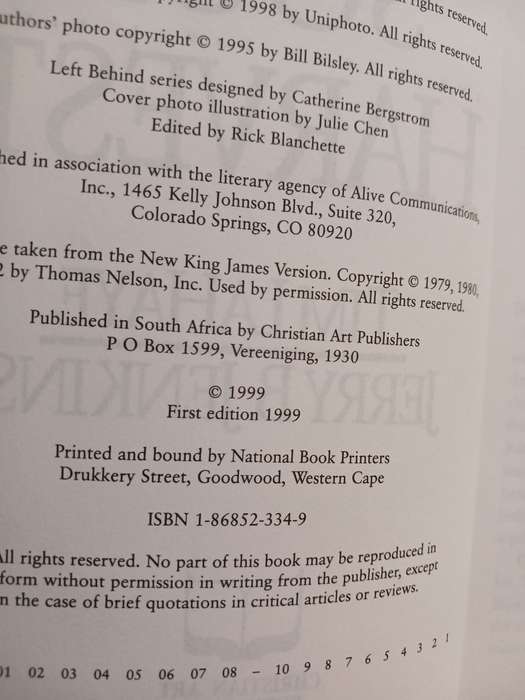 © 1998 by Uniphoto. All rights reserved.
photo copyright © 1995 by Bill Bilsley. All rights reserved.
Left Behind series designed by Catherine Bergstrom
Cover photo illustration by Julie Chen
Edited by Rick Blanchette
in association with the literary agency of Alive Communications,
Inc., 1465 Kelly Johnson Blvd., Suite 320,
Colorado Springs, CO 80920
taken from the New King James Version. Copyright © 1979, 1980,
2 by Thomas Nelson, Inc. Used by permission. All rights reserved.
Published in South Africa by Christian Art Publishers
P O Box 1599, Vereeniging, 1930
© 1999
First edition 1999
Printed and bound by National Book Printers
Drukkery Street, Goodwood, Western Cape
ISBN 1-86852-334-9
All rights reserved. No part of this book may be reproduced in
form without permission in writing from the publisher, except
in the case of brief quotations in critical articles or reviews.
01 02 03 04 05 06 07 08 – 10 9 8 7 6 5 4 3 2 1